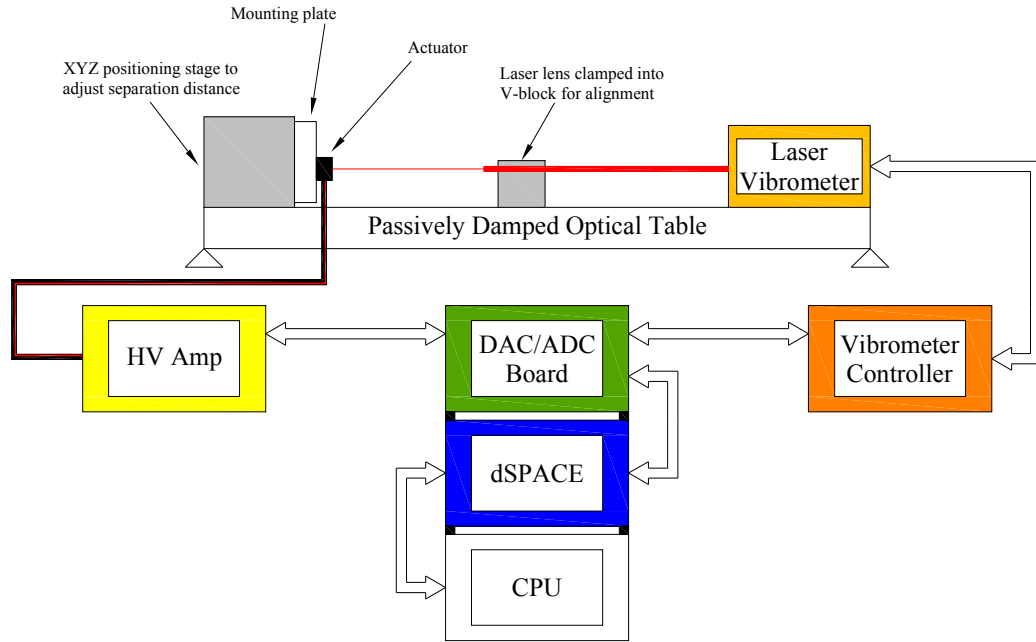 Mounting plate
Actuator
XYZ positioning stage to
adjust separation distance
Laser lens clamped into
V-block for alignment
Laser
Vibrometer
Passively Damped Optical Table
HV Amp
DAC/ADC
Board
Vibrometer
Controller
dSPACE
CPU